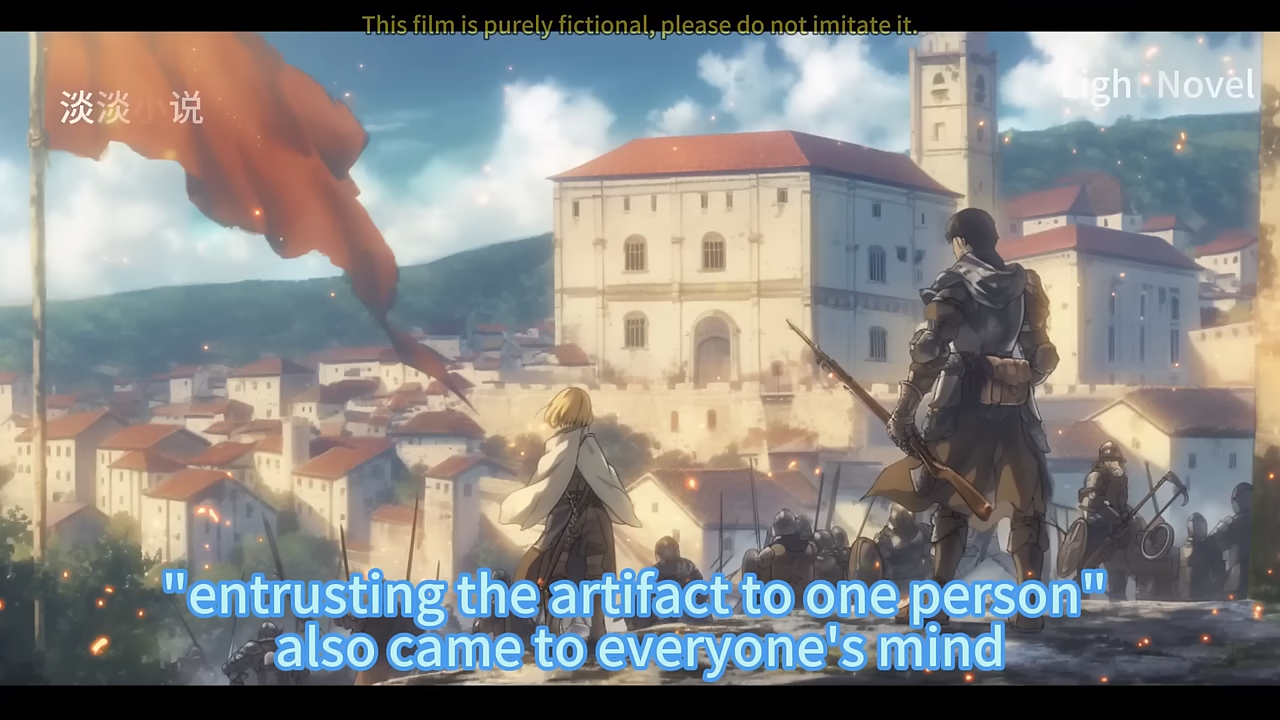 This film is purely fictional, please do not imitate it.
淡淡 说
Ligh Novel
"entrusting the artifact to one person"
also came to everyone's mind